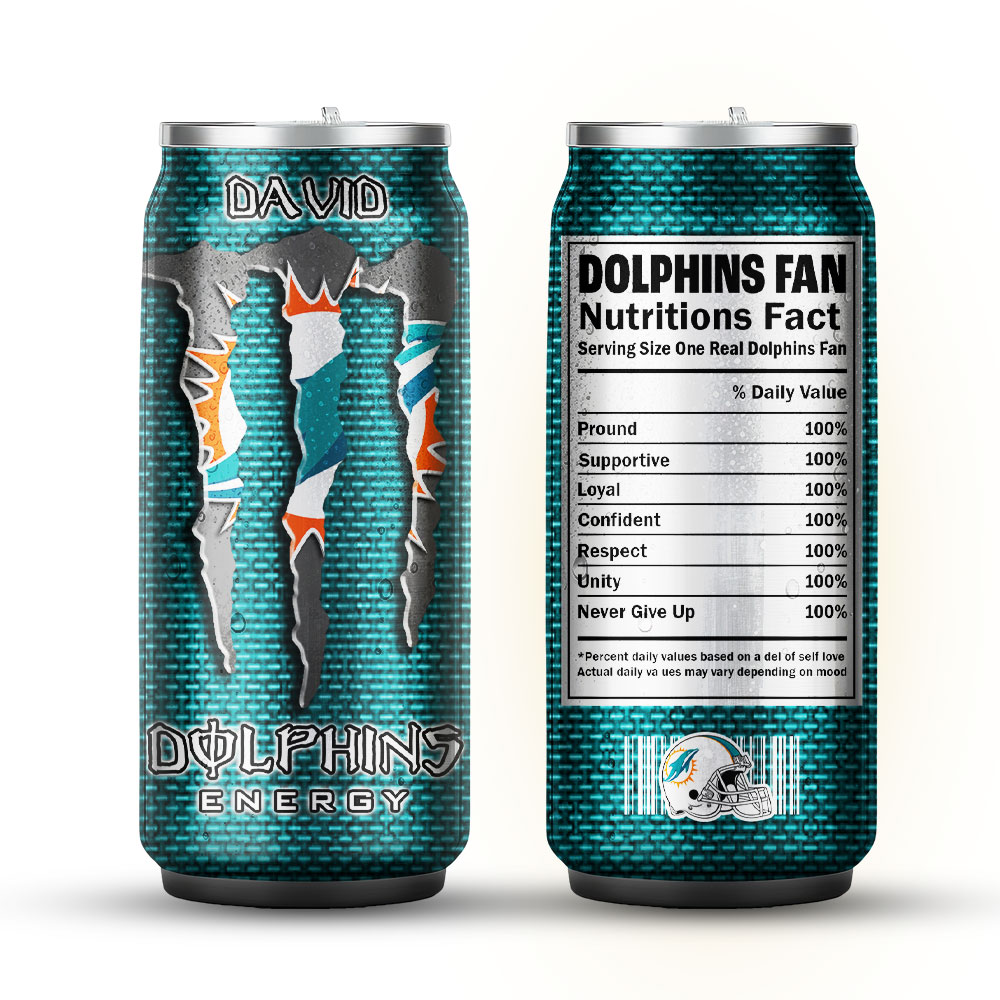 DAVID
DOLPHINS
ENERGY
DOLPHINS FAN
Nutritions Fact
Serving Size One Real Dolphins Fan
% Daily Value
Pround 100%
Supportive 100%
Loyal 100%
Confident 100%
Respect 100%
Unity 100%
Never Give Up 100%
*Percent daily values based on a del of self love
Actual daily va ues may vary depending on mood